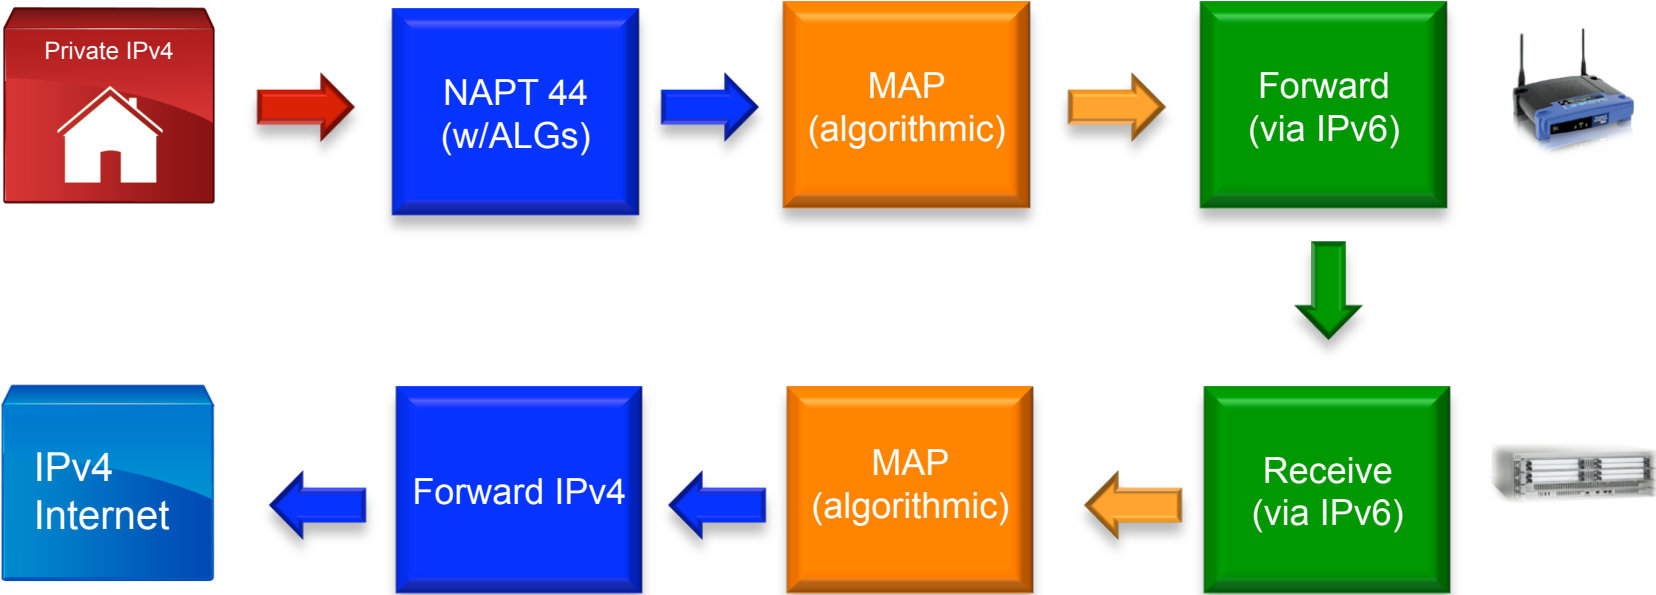 Private IPv4
NAPT 44
(w/ALGs)
MAP
(algorithmic)
Forward
(via IPv6)
IPv4
Internet
Forward IPv4
MAP
(algorithmic)
Receive
(via IPv6)